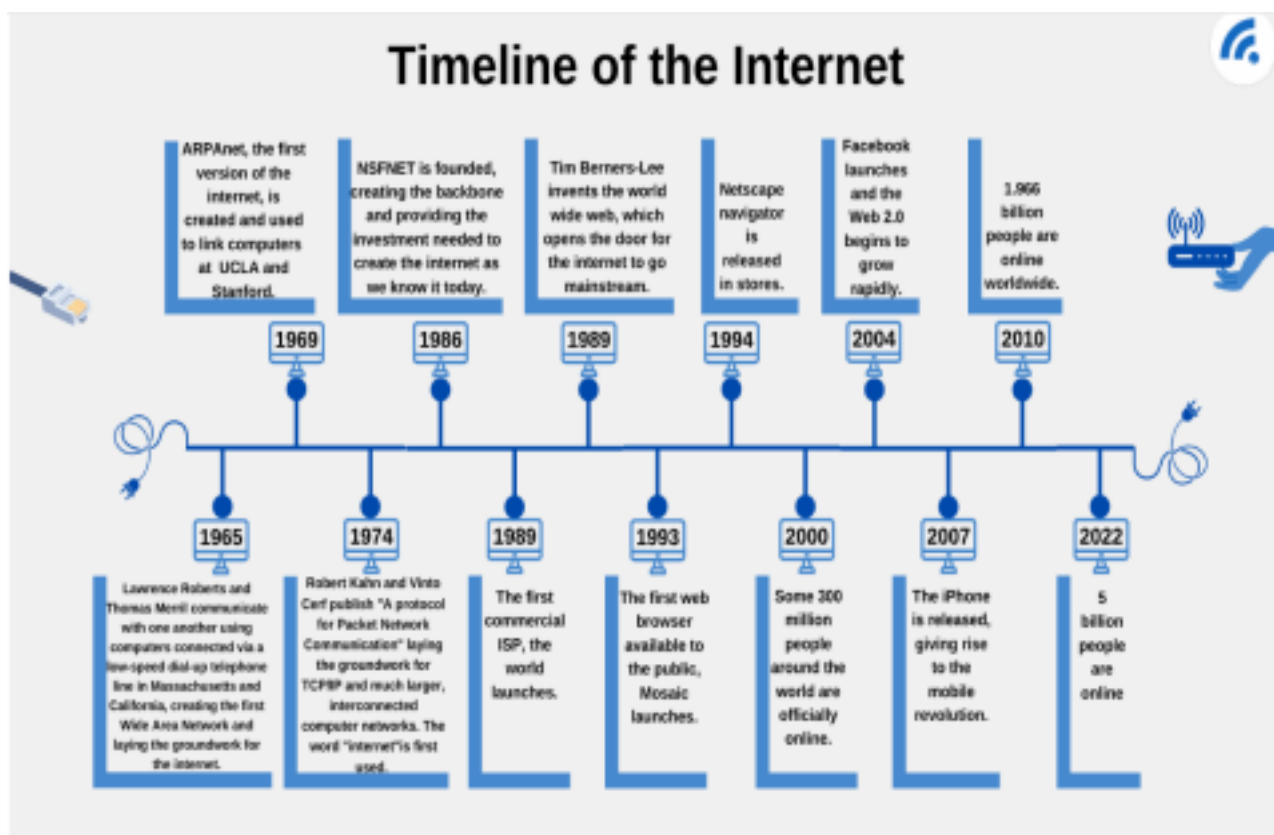 Timeline of the Internet
ARPAnet, the first
version of the
internet, is
created and used
to link computers
at UCLA and
Stanford.
NSFNET is founded,
creating the backbone
and providing the
investment needed to
create the internet as
we know it today.
Tim Berners-Lee
invents the world
wide web, which
opens the door for
the internet to go
mainstream.
Netscape
navigator
is
released
in stores.
Facebook
launches
and the
Web 2.0
begins to
grow
rapidly.
1.966
billion
people are
online
worldwide.
1969
1986
1989
1994
2004
2010
1965
1974
1989
1993
2000
2007
2022
Lawrence Roberts and
Thomas Merril communicate
with one another using
computers connected via a
low-speed dial-up telephone
line in Massachusetts and
California, creating the first
Wide Area Network and
laying the groundwork for
the internet.
Robert Kahn and Vinto
Cerf publish "A protocol
for Packet Network
Communication" laying
the groundwork for
and much larger,
interconnected
computer networks. The
word "internet"is first
used.
The first
commercial
ISP, the
world
launches.
The first web
browser
available to
the public,
Mosaic
launches.
Some 300
million
people
around the
world are
officially
online.
The iPhone
is released,
giving rise
to the
mobile
revolution.
5
billion
people
are
online